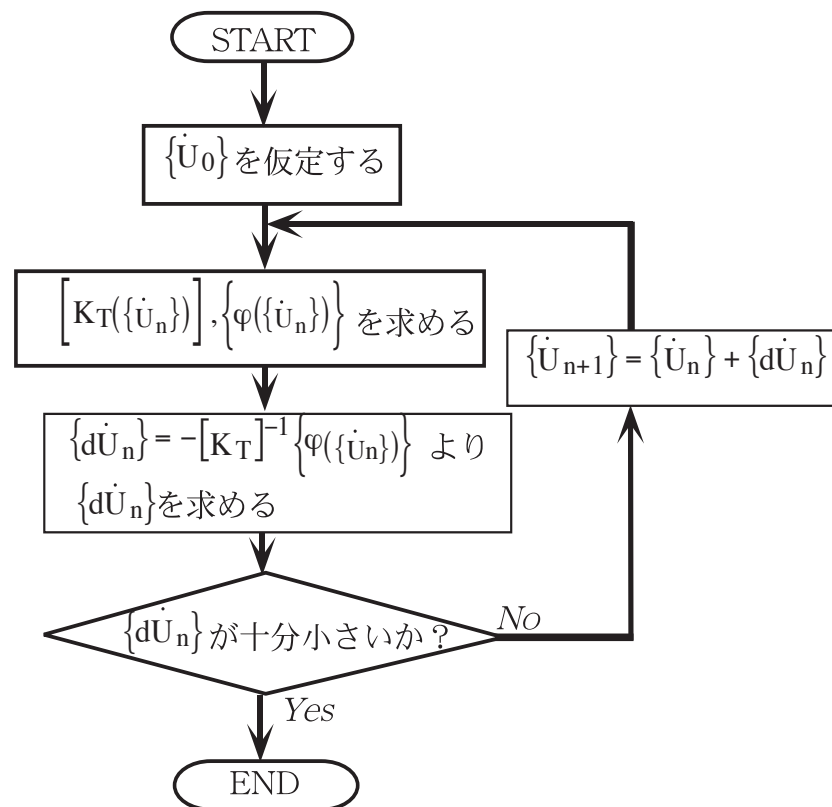 START
{U̇0}を仮定する
[KT({U̇n})],{φ({U̇n})}を求める
{dU̇n} = −[KT]−1{φ({U̇n})} より
{dU̇n}を求める
{dU̇n}が十分小さいか？
No
{U̇n+1} = {U̇n} + {dU̇n}
Yes
END